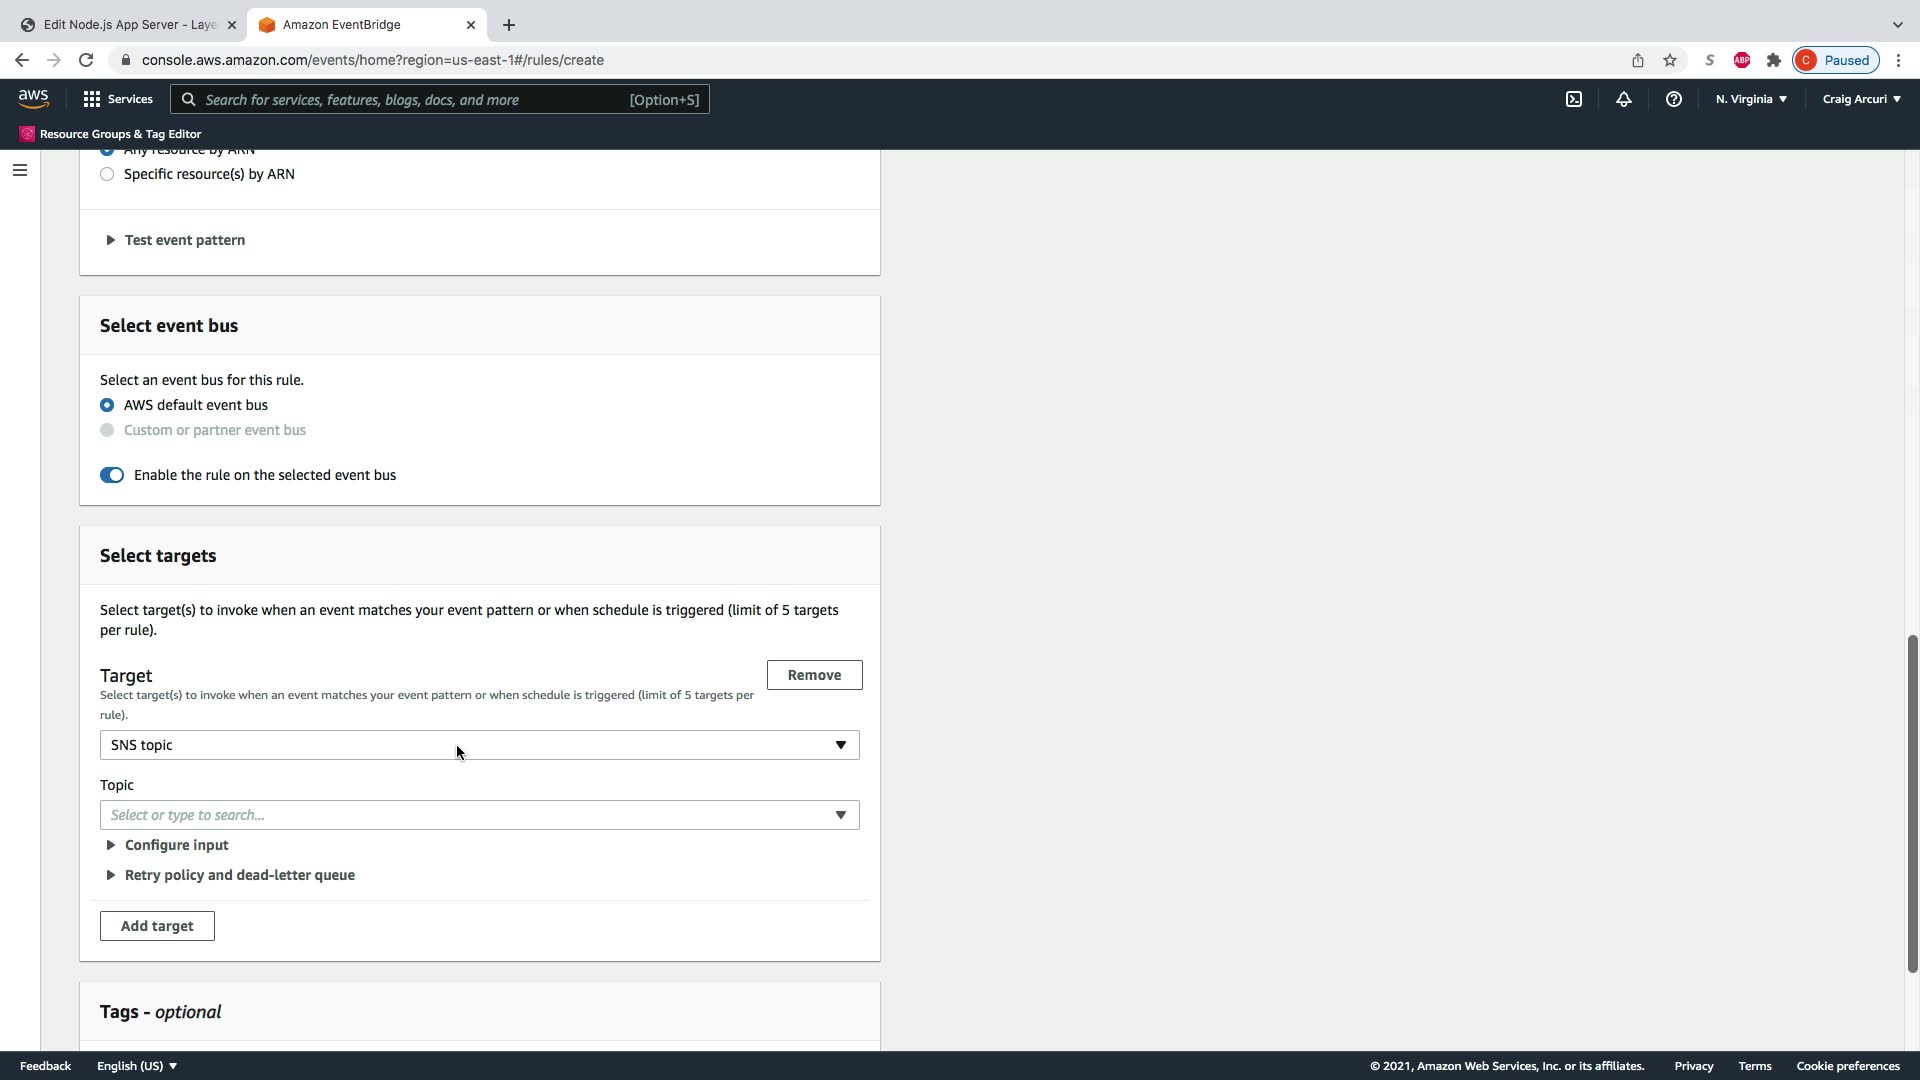 Edit Node.js App Server - Laye
Amazon EventBridge
console.aws.amazon.com/events/home?region=us-east-1#/rules/create
S
ABP
C
Paused
aws
Services
Search for services, features, blogs, docs, and more
[Option+S]
N. Virginia
Craig Arcuri
Resource Groups & Tag Editor
Any resource by ARN
Specific resource(s) by ARN
Test event pattern
Select event bus
Select an event bus for this rule.
AWS default event bus
Custom or partner event bus
Enable the rule on the selected event bus
Select targets
Select target(s) to invoke when an event matches your event pattern or when schedule is triggered (limit of 5 targets
per rule).
Target
Remove
Select target(s) to invoke when an event matches your event pattern or when schedule is triggered (limit of 5 targets per
rule).
SNS topic
Topic
Select or type to search...
Configure input
Retry policy and dead-letter queue
Add target
Tags - optional
Feedback
English (US)
© 2021, Amazon Web Services, Inc. or its affiliates.
Privacy
Terms
Cookie preferences